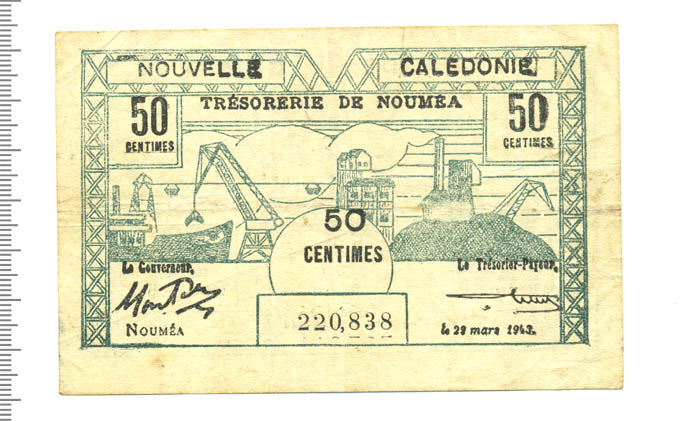 NOUVELLE CALEDONIE
TRÉSORERIE DE NOUMÉA
50 CENTIMES
50 CENTIMES
50 CENTIMES
Le Gouverneur,
Le Trésorier-Payeur,
NOUMÉA
220,838
le 29 mars 1943.